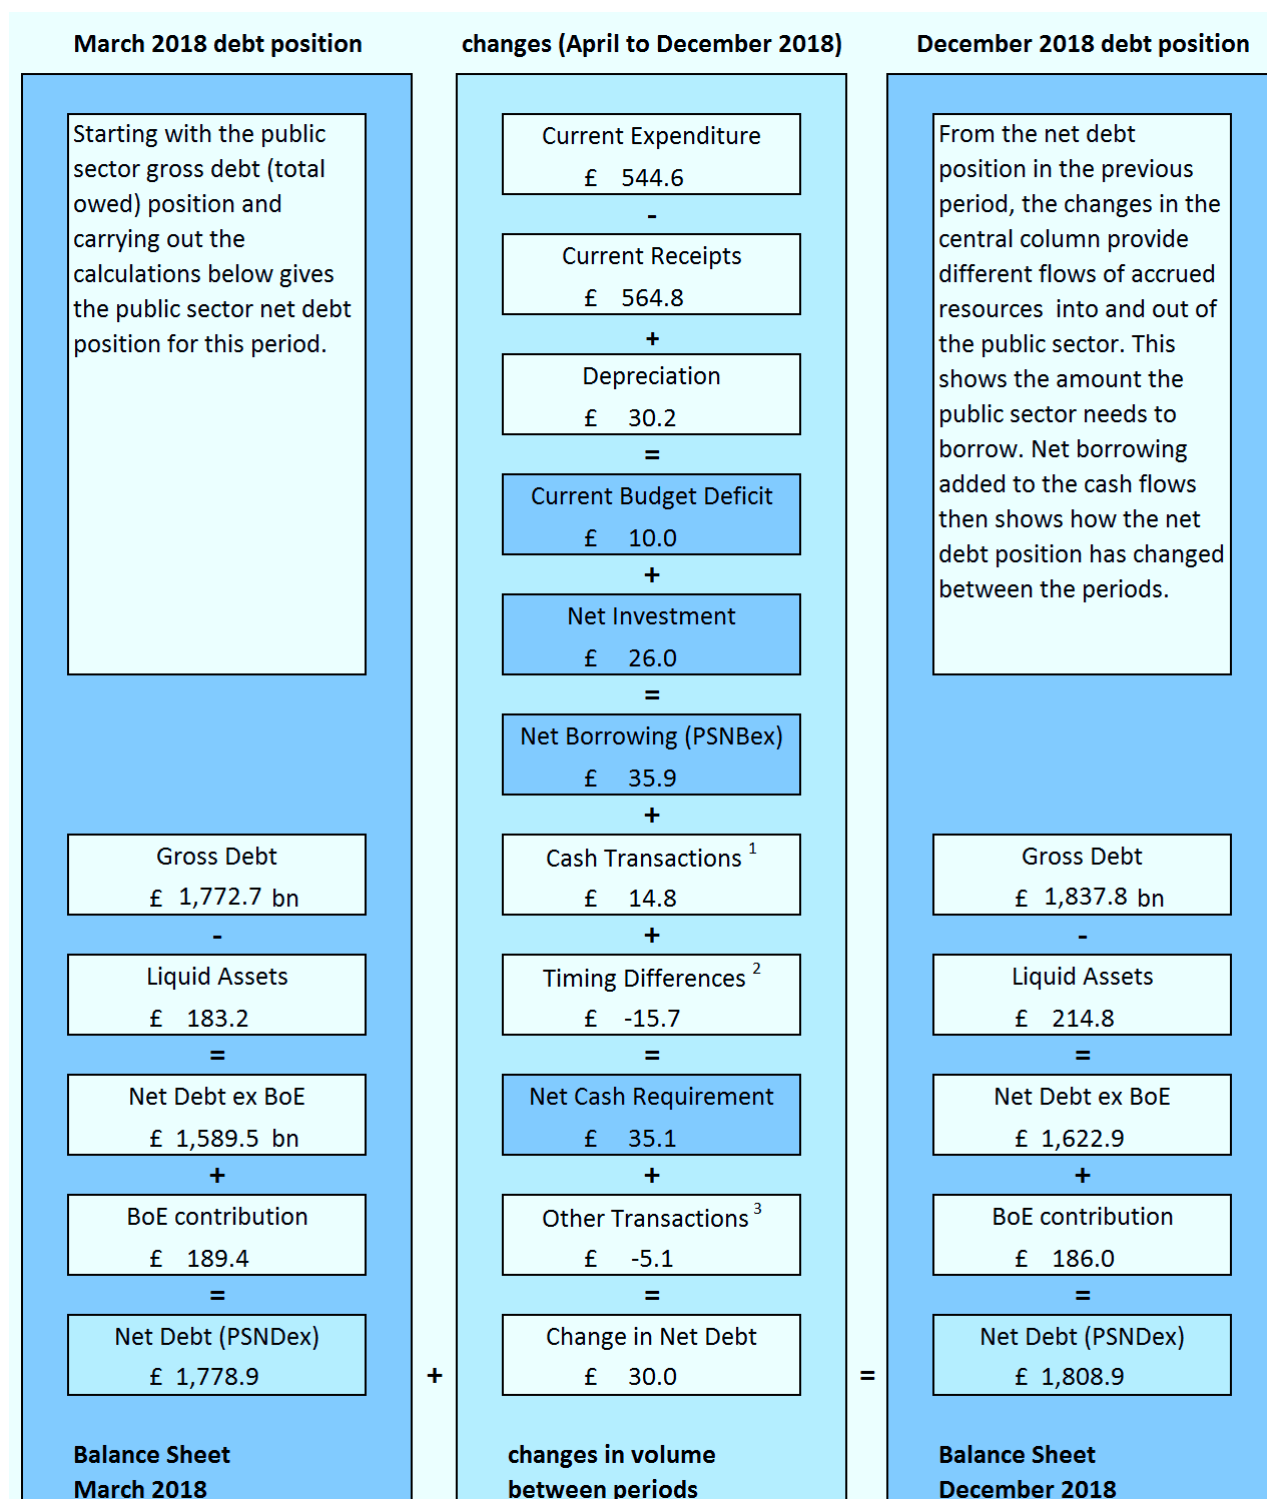 March 2018 debt position
changes (April to December 2018)
December 2018 debt position
Starting with the public
sector gross debt (total
owed) position and
carrying out the
calculations below gives
the public sector net debt
position for this period.
Gross Debt
£ 1,772.7 bn
-
Liquid Assets
£ 183.2
=
Net Debt ex BoE
£ 1,589.5 bn
+
BoE contribution
£ 189.4
=
Net Debt (PSNDex)
£ 1,778.9
Balance Sheet
March 2018
+
Current Expenditure
£ 544.6
-
Current Receipts
£ 564.8
+
Depreciation
£ 30.2
=
Current Budget Deficit
£ 10.0
+
Net Investment
£ 26.0
=
Net Borrowing (PSNBex)
£ 35.9
+
Cash Transactions 1
£ 14.8
+
Timing Differences 2
£ -15.7
=
Net Cash Requirement
£ 35.1
+
Other Transactions 3
£ -5.1
=
Change in Net Debt
£ 30.0
changes in volume
between periods
=
From the net debt
position in the previous
period, the changes in the
central column provide
different flows of accrued
resources into and out of
the public sector. This
shows the amount the
public sector needs to
borrow. Net borrowing
added to the cash flows
then shows how the net
debt position has changed
between the periods.
Gross Debt
£ 1,837.8 bn
-
Liquid Assets
£ 214.8
=
Net Debt ex BoE
£ 1,622.9
+
BoE contribution
£ 186.0
=
Net Debt (PSNDex)
£ 1,808.9
Balance Sheet
December 2018